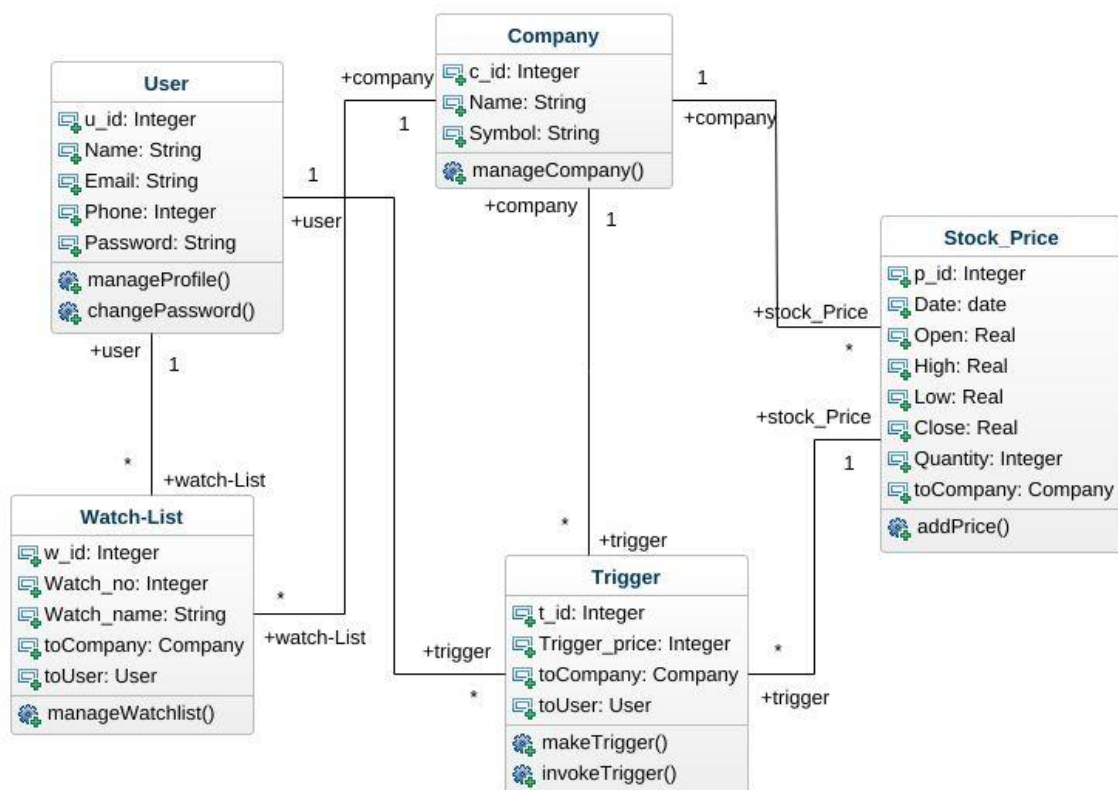 Company
c_id: Integer
Name: String
Symbol: String
manageCompany()
User
u_id: Integer
Name: String
Email: String
Phone: Integer
Password: String
manageProfile()
changePassword()
+company
1
1
+company
1
+user
+company
1
Stock_Price
p_id: Integer
Date: date
Open: Real
High: Real
Low: Real
Close: Real
Quantity: Integer
toCompany: Company
addPrice()
+stock_Price
*
+user
1
+stock_Price
1
*
+watch-List
Watch-List
w_id: Integer
Watch_no: Integer
Watch_name: String
toCompany: Company
toUser: User
manageWatchlist()
*
+watch-List
*
+trigger
Trigger
t_id: Integer
Trigger_price: Integer
toCompany: Company
toUser: User
makeTrigger()
invokeTrigger()
+trigger
*
*
+trigger